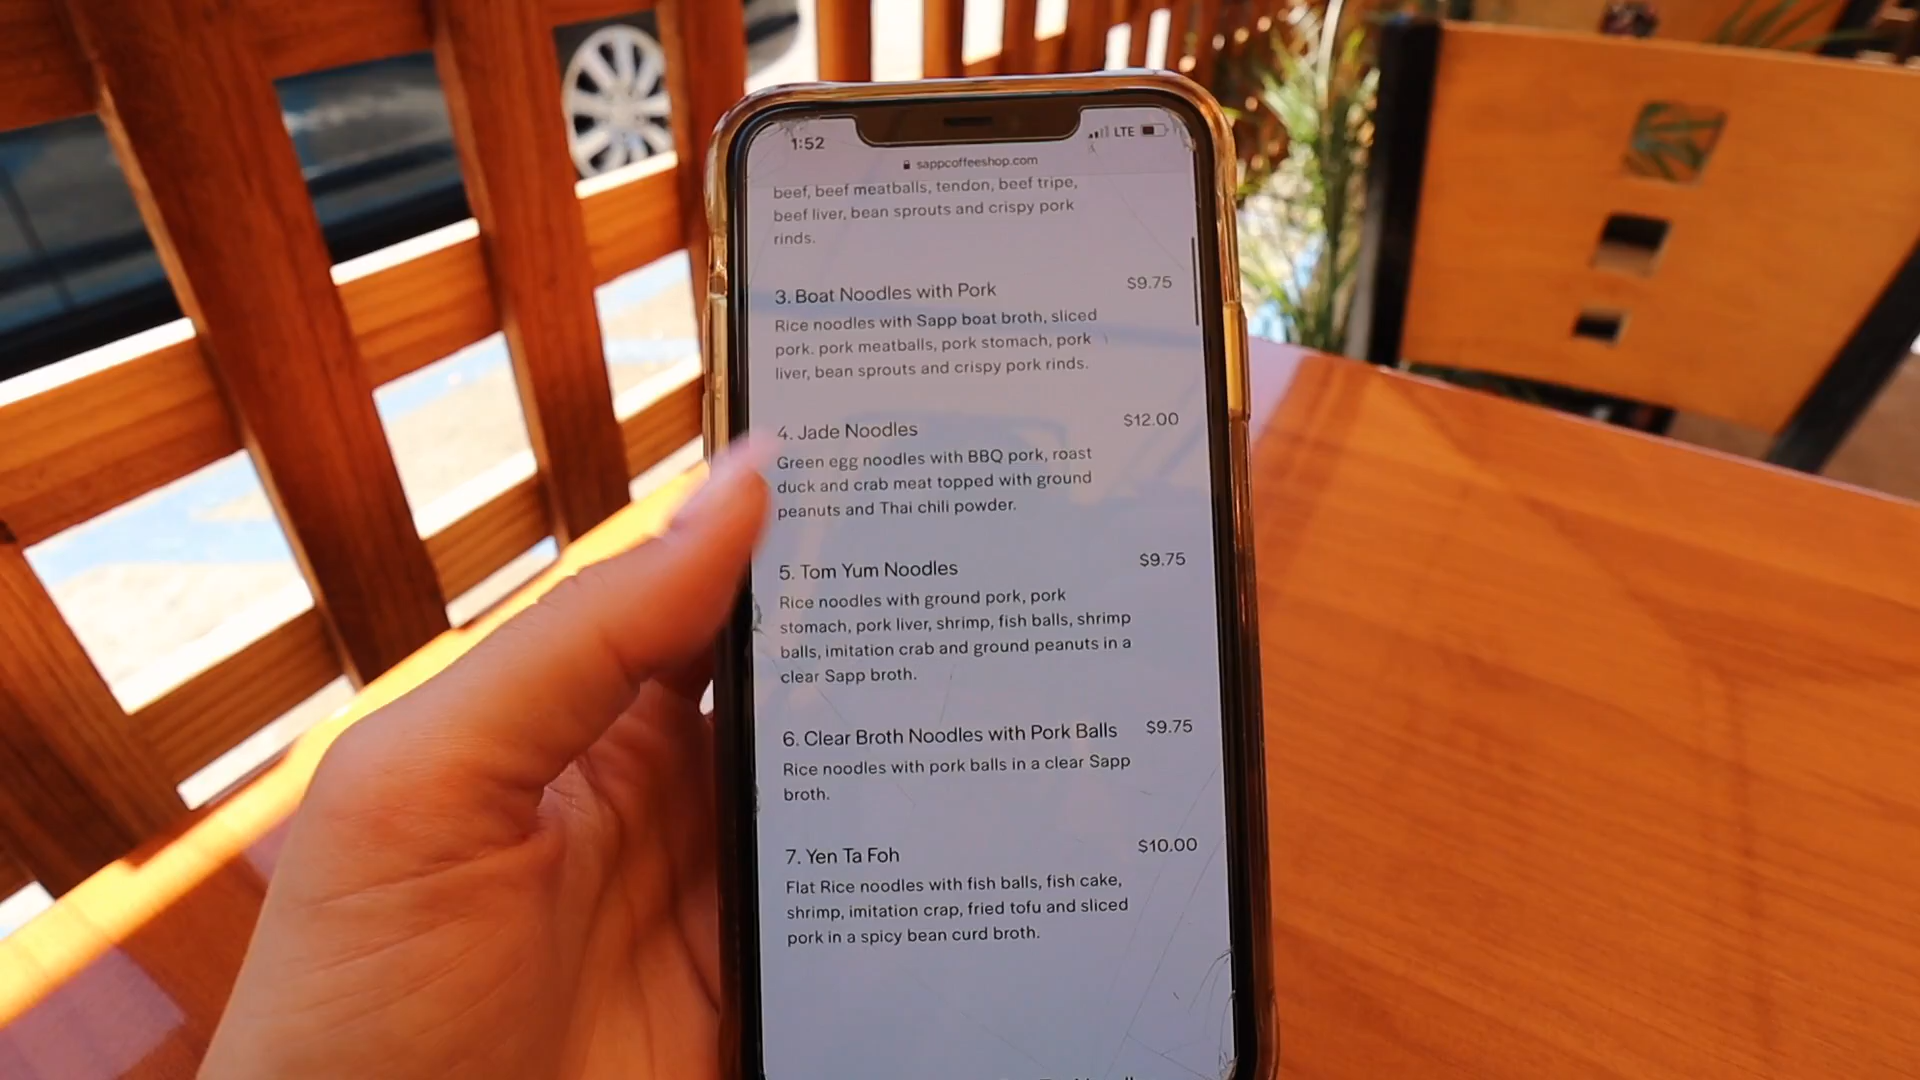 1:52
LTE
sappcoffeeshop.com
beef, beef meatballs, tendon, beef tripe,
beef liver, bean sprouts and crispy pork
rinds.
3. Boat Noodles with Pork $9.75
Rice noodles with Sapp boat broth, sliced
pork. pork meatballs, pork stomach, pork
liver, bean sprouts and crispy pork rinds.
4. Jade Noodles $12.00
Green egg noodles with BBQ pork, roast
duck and crab meat topped with ground
peanuts and Thai chili powder.
5. Tom Yum Noodles $9.75
Rice noodles with ground pork, pork
stomach, pork liver, shrimp, fish balls, shrimp
balls, imitation crab and ground peanuts in a
clear Sapp broth.
6. Clear Broth Noodles with Pork Balls $9.75
Rice noodles with pork balls in a clear Sapp
broth.
7. Yen Ta Foh $10.00
Flat Rice noodles with fish balls, fish cake,
shrimp, imitation crap, fried tofu and sliced
pork in a spicy bean curd broth.